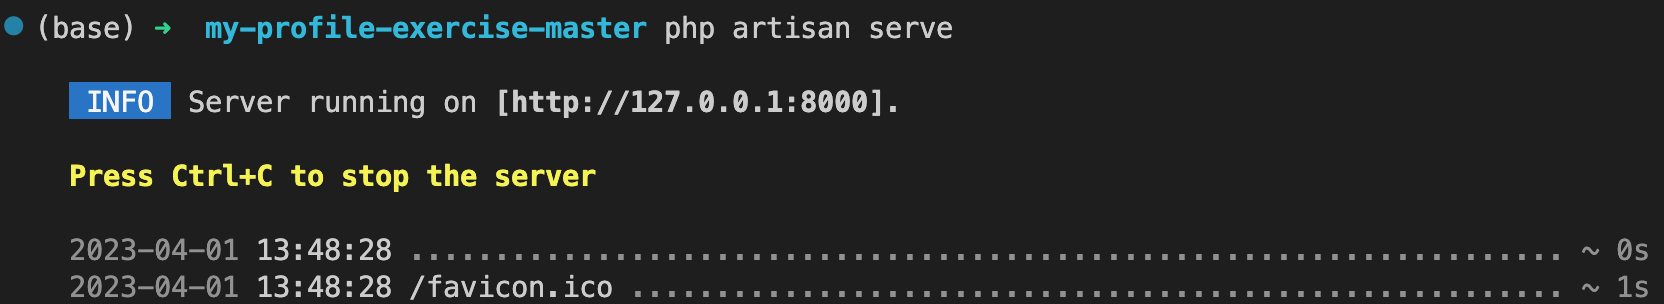 (base) ➜ my-profile-exercise-master php artisan serve
INFO Server running on [http://127.0.0.1:8000].
Press Ctrl+C to stop the server
2023-04-01 13:48:28 .................................................................... ~ 0s
2023-04-01 13:48:28 /favicon.ico ....................................................... ~ 1s